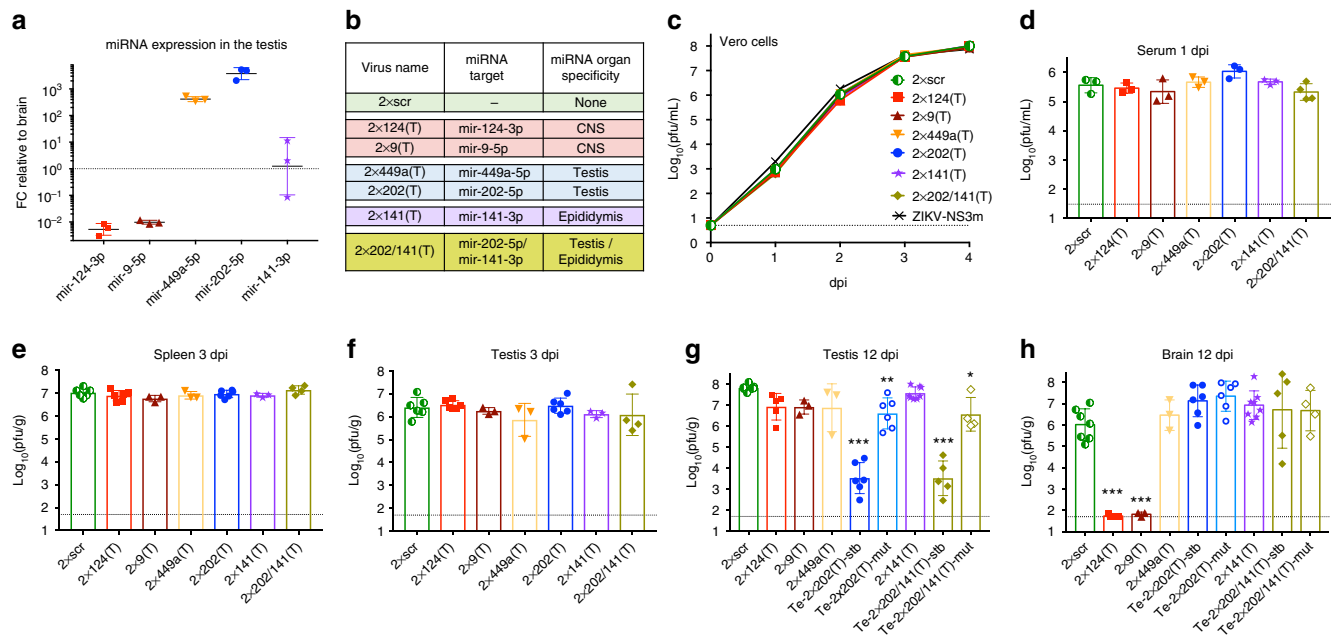 a
miRNA expression in the testis
FC relative to brain
10³
10²
10¹
10⁰
10⁻¹
10⁻²
mir-124-3p
mir-9-5p
mir-449a-5p
mir-202-5p
mir-141-3p
b
Virus name
miRNA target
miRNA organ specificity
2×scr
–
None
2×124(T)
mir-124-3p
CNS
2×9(T)
mir-9-5p
CNS
2×449a(T)
mir-449a-5p
Testis
2×202(T)
mir-202-5p
Testis
2×141(T)
mir-141-3p
Epididymis
2×202/141(T)
mir-202-5p/
mir-141-3p
Testis /
Epididymis
c
Vero cells
Log₁₀(pfu/mL)
8
7
6
5
4
3
2
1
0
0
1
2
3
4
dpi
2×scr
2×124(T)
2×9(T)
2×449a(T)
2×202(T)
2×141(T)
2×202/141(T)
ZIKV-NS3m
d
Serum 1 dpi
Log₁₀(pfu/mL)
6
5
4
3
2
1
2×scr
2×124(T)
2×9(T)
2×449a(T)
2×202(T)
2×141(T)
2×202/141(T)
e
Spleen 3 dpi
Log₁₀(pfu/g)
8
7
6
5
4
3
2
1
2×scr
2×124(T)
2×9(T)
2×449a(T)
2×202(T)
2×141(T)
2×202/141(T)
f
Testis 3 dpi
Log₁₀(pfu/g)
8
7
6
5
4
3
2
1
2×scr
2×124(T)
2×9(T)
2×449a(T)
2×202(T)
2×141(T)
2×202/141(T)
g
Testis 12 dpi
Log₁₀(pfu/g)
8
7
6
5
4
3
2
1
***
**
***
*
2×scr
2×124(T)
2×9(T)
2×449a(T)
Te-2×202(T)-stb
Te-2x202(T)-mut
2×141(T)
Te-2×202/141(T)-stb
Te-2×202/141(T)-mut
h
Brain 12 dpi
Log₁₀(pfu/g)
8
7
6
5
4
3
2
1
***
***
2×scr
2×124(T)
2×9(T)
2×449a(T)
Te-2×202(T)-stb
Te-2×202(T)-mut
2×141(T)
Te-2×202/141(T)-stb
Te-2×202/141(T)-mut